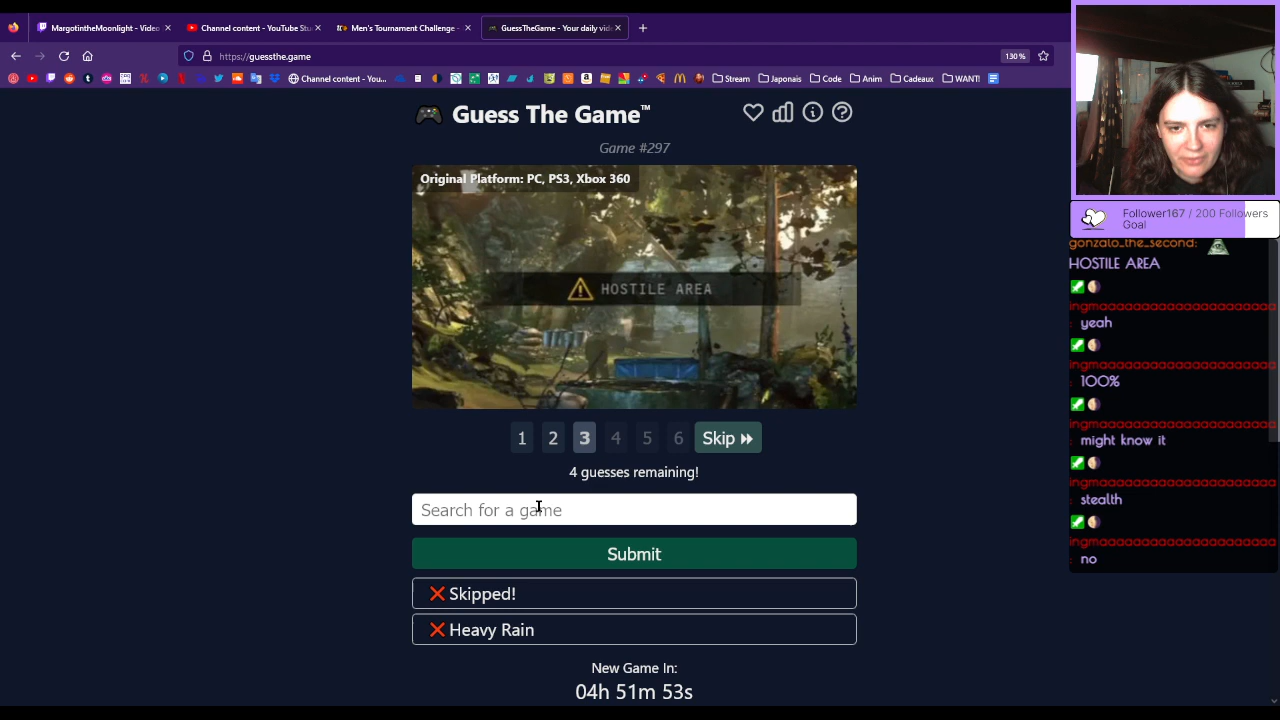 MargotintheMoonlight - Video
Channel content - YouTube Stu
Men's Tournament Challenge -
GuessTheGame - Your daily vid
https://guessthe.game
130%
Channel content - You...
Stream
Japonais
Code
Anim
Cadeaux
WANT!
Guess The Game™
Game #297
Original Platform: PC, PS3, Xbox 360
HOSTILE AREA
1 2 3 4 5 6 Skip
4 guesses remaining!
Search for a game
Submit
Skipped!
Heavy Rain
New Game In:
04h 51m 53s
Follower167 / 200 Followers
Goal
gonzalo_the_second:
HOSTILE AREA
: yeah
: 100%
: might know it
: stealth
: no